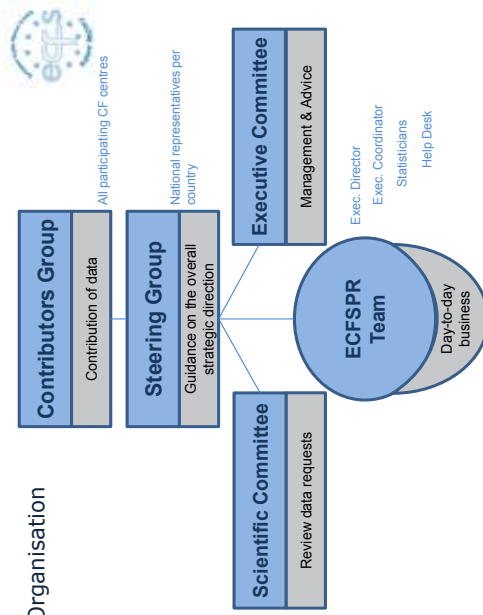 Organisation
ecfs
Contributors Group
Contribution of data
All participating CF centres
Steering Group
Guidance on the overall
strategic direction
National representatives per
country
Scientific Committee
Review data requests
Executive Committee
Management & Advice
ECFSPR
Team
Day-to-day
business
Exec. Director
Exec. Coordinator
Statisticians
Help Desk